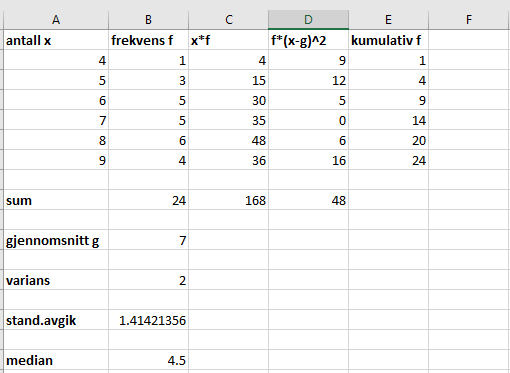 A B C D E F
antall x frekvens f x*f f*(x-g)^2 kumulativ f
4 1 4 9 1
5 3 15 12 4
6 5 30 5 9
7 5 35 0 14
8 6 48 6 20
9 4 36 16 24
sum 24 168 48
gjennomsnitt g 7
varians 2
stand.avgik 1.41421356
median 4.5